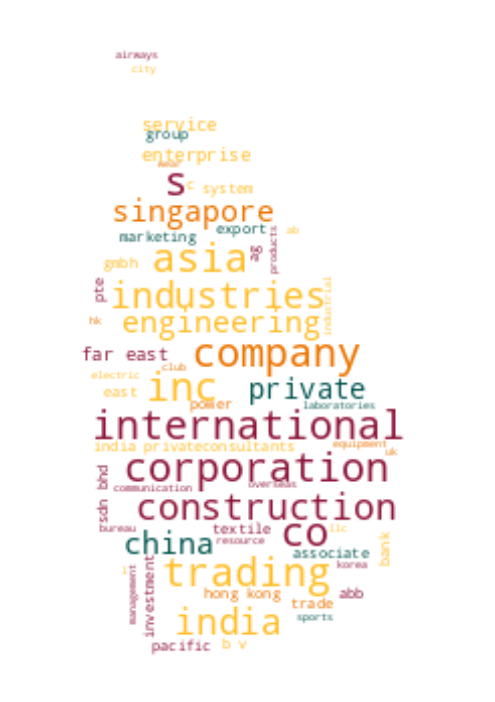 airways
city
service
group
enterprise
wear
s
c
system
singapore
export
ab
marketing
asia
ag
products
gmbh
pte
industries
industrial
hk
engineering
far east
company
club
electric
east
inc
private
power
laboratories
international
india private
consultants
equipment
uk
corporation
sdn bhd
communication
overseas
construction
bureau
textile
co
llc
china
resource
associate
bank
trading
korea
management
investment
hong kong
abb
trade
india
sports
pacific
b v